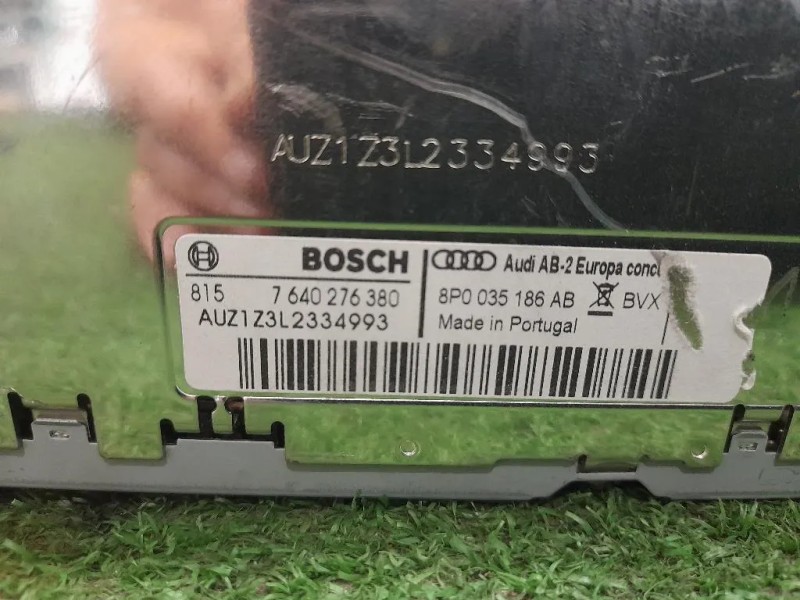 AUZ1Z3L2334993
BOSCH
Audi AB-2 Europa
815 7 640 276 380
8P0 035 186 AB BVX
AUZ1Z3L2334993
Made in Portugal